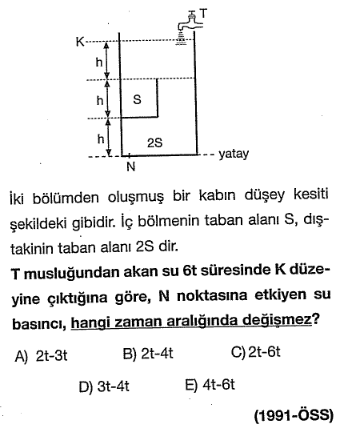 T
K
h
h
S
h
2S
yatay
N
İki bölümden oluşmuş bir kabın düşey kesiti
şekildeki gibidir. İç bölmenin taban alanı S, dış-
takinin taban alanı 2S dir.
T musluğundan akan su 6t süresinde K düze-
yine çıktığına göre, N noktasına etkiyen su
basıncı, hangi zaman aralığında değişmez?
A) 2t-3t
B) 2t-4t
C) 2t-6t
D) 3t-4t
E) 4t-6t
(1991-ÖSS)